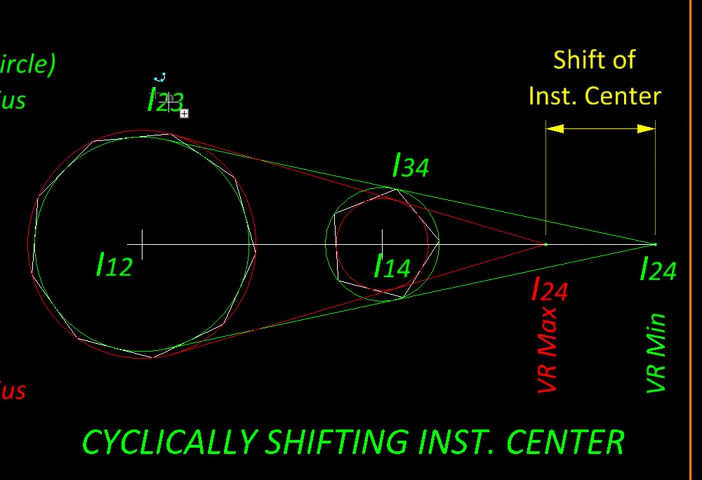 ircle)
ius
I23
Shift of
Inst. Center
I34
I12
I14
I24
VR Max
I24
VR Min
ius
CYCLICALLY SHIFTING INST. CENTER